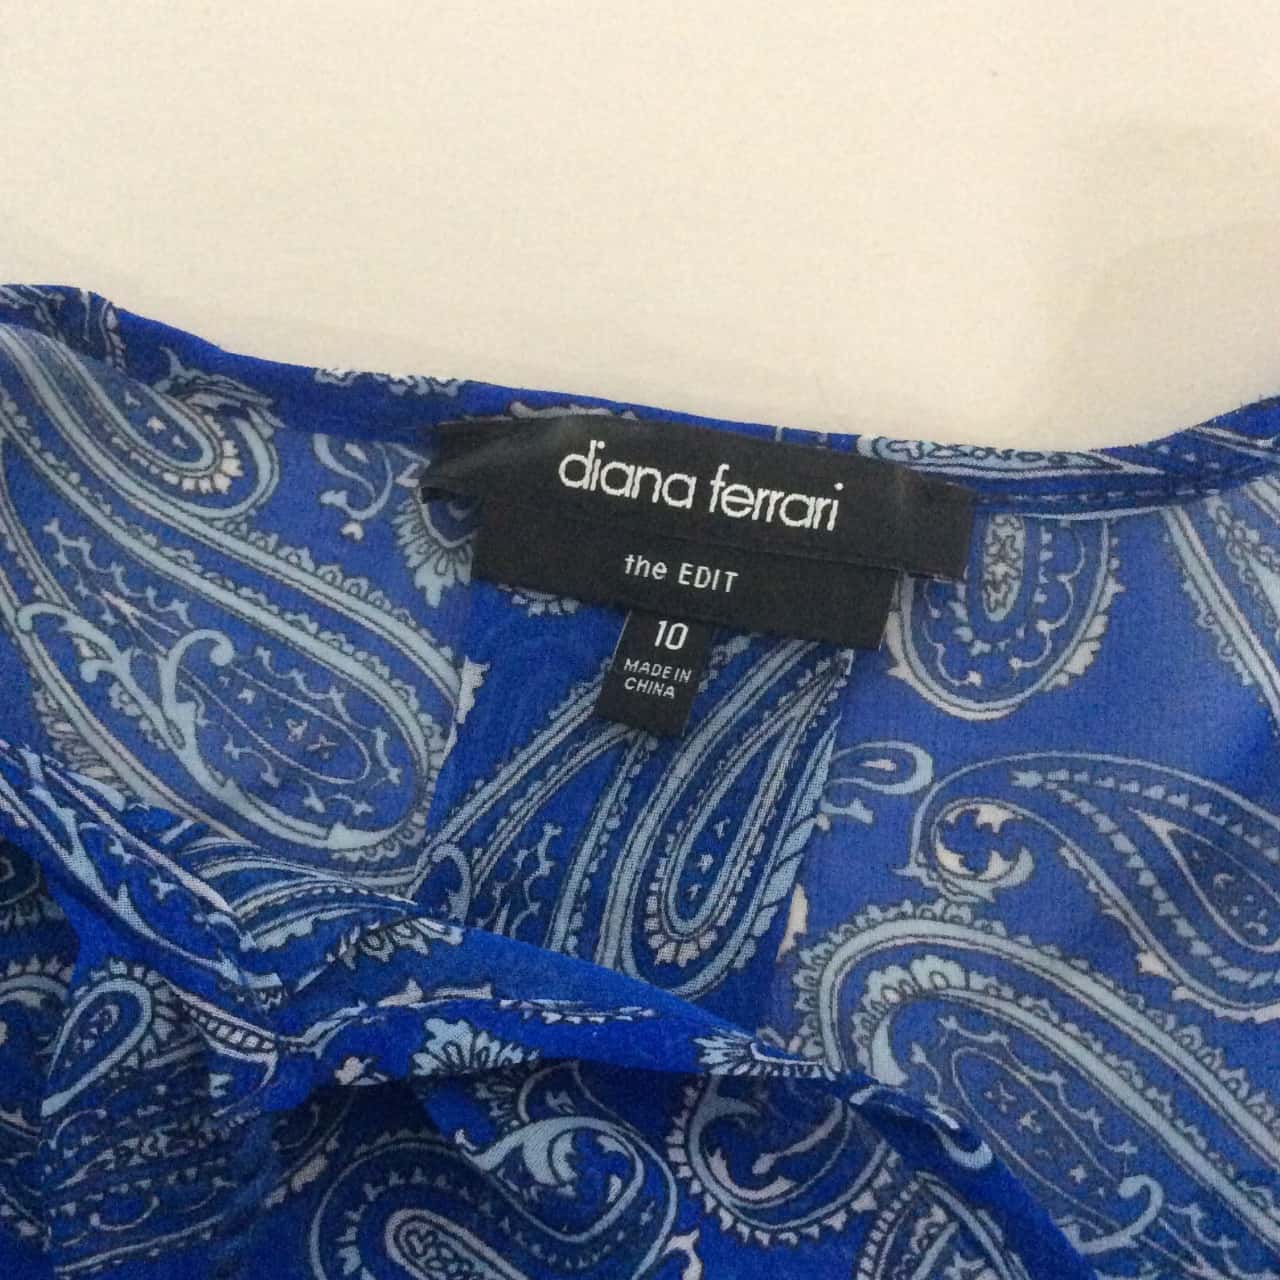 diana ferrari
the EDIT
10
MADE IN
CHINA